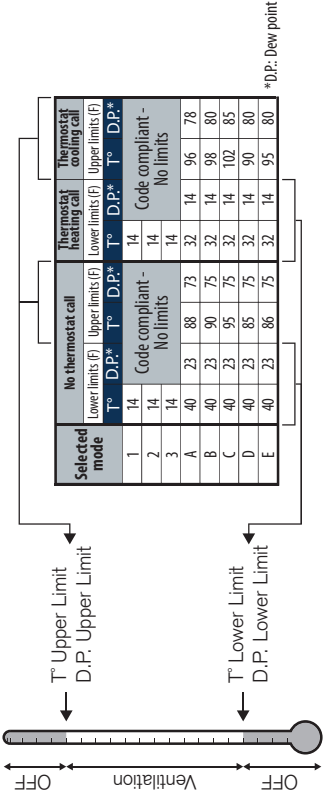 OFF
Ventilation
OFF
T° Upper Limit
D.P. Upper Limit
T° Lower Limit
D.P. Lower Limit
Selected mode
No thermostat call
Thermostat heating call
Thermostat cooling call
Lower limits (F) Upper limits (F) Lower limits (F) Upper limits (F)
T° D.P.* T° D.P.* T° D.P.* T° D.P.*
1 14 14
2 14 14
3 14 14
Code compliant -
No limits
Code compliant -
No limits
A 40 23 88 73 32 14 96 78
B 40 23 90 75 32 14 98 80
C 40 23 95 75 32 14 102 85
D 40 23 85 75 32 14 90 80
E 40 23 86 75 32 14 95 80
*D.P.: Dew point